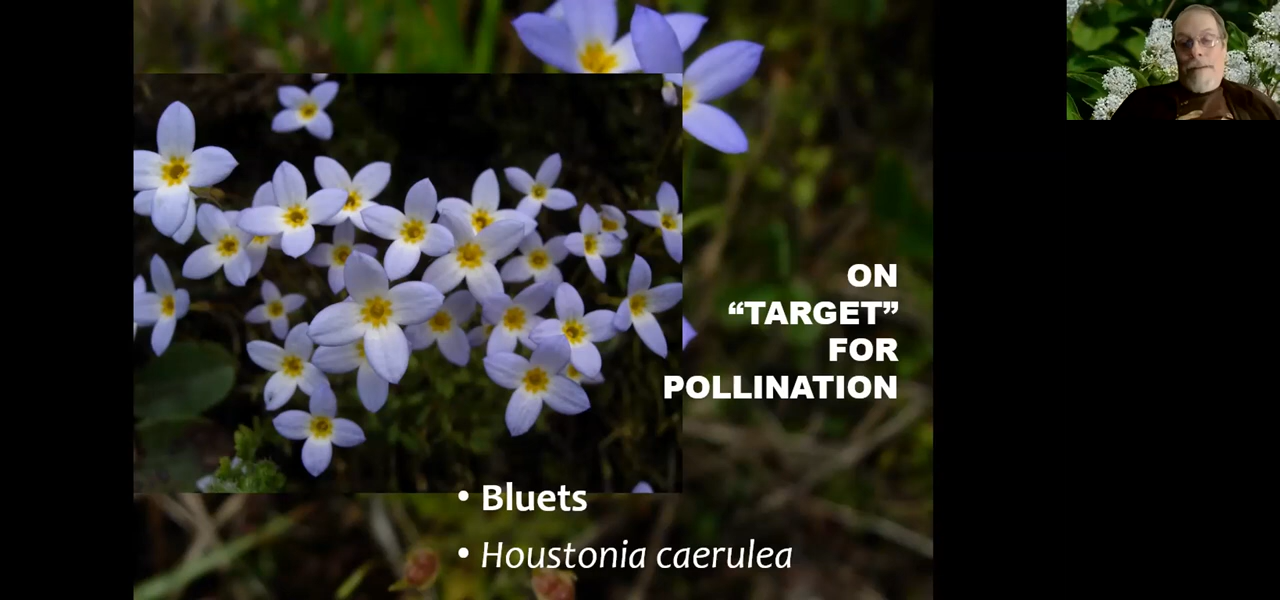 ON
“TARGET”
FOR
POLLINATION
• Bluets
• Houstonia caerulea